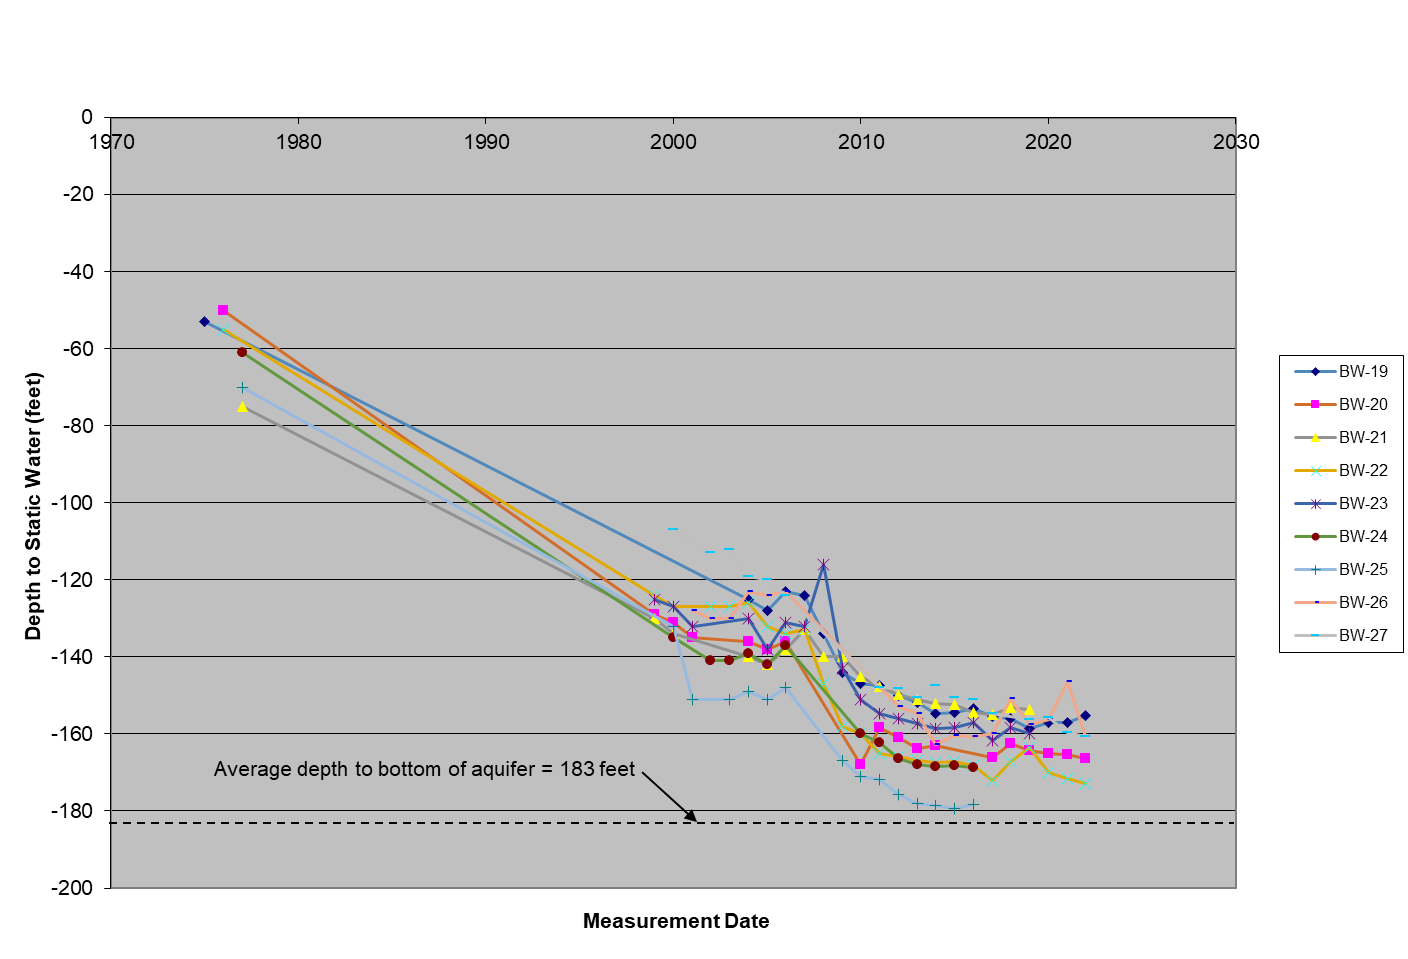 0
1970 1980 1990 2000 2010 2020 2030
-20
-40
-60
-80
-100
-120
-140
-160
-180
-200
Depth to Static Water (feet)
Average depth to bottom of aquifer = 183 feet
Measurement Date
BW-19
BW-20
BW-21
BW-22
BW-23
BW-24
BW-25
BW-26
BW-27